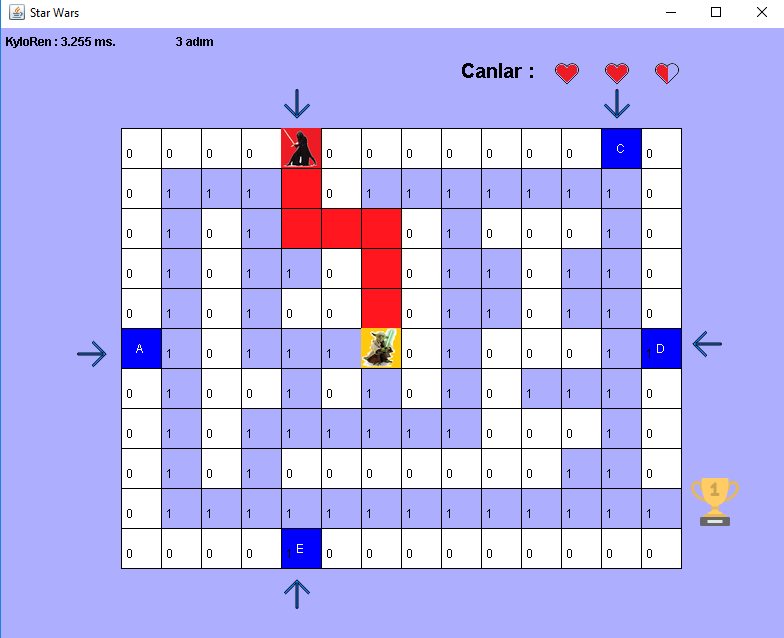 Star Wars
KyloRen : 3.255 ms. 3 adım
Canlar :
0 0 0 0 0 0 0 0 0 0 0 C 0
0 1 1 1 0 1 1 1 1 1 1 1 0
0 1 0 1 0 1 0 0 0 1 0
0 1 0 1 1 0 0 1 1 0 1 1 0
0 1 0 1 0 0 0 1 1 0 1 1 0
A 1 0 1 1 1 0 1 0 0 0 1 D
0 1 0 0 1 0 1 0 1 0 1 1 1 0
0 1 0 1 1 1 1 1 1 0 0 0 1 0
0 1 0 1 0 0 0 0 0 0 0 1 1 0
1
0 1 1 1 1 1 1 1 1 1 1 1 1 1
0 0 0 0 E 0 0 0 0 0 0 0 0 0